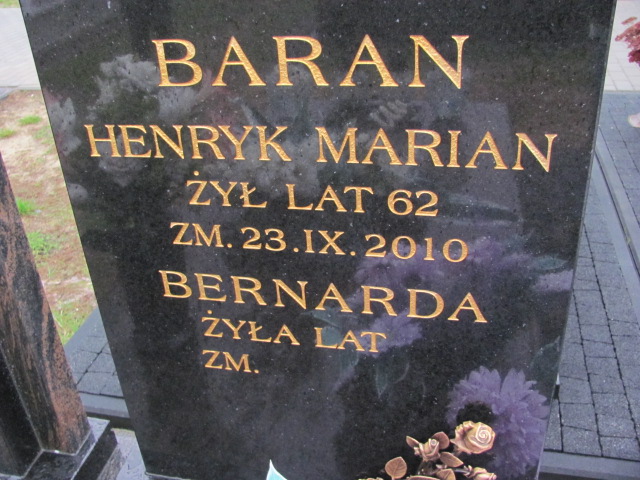 BARAN
HENRYK MARIAN
ŻYŁ LAT 62
ZM. 23.IX.2010
BERNARDA
ŻYŁA LAT
ZM.